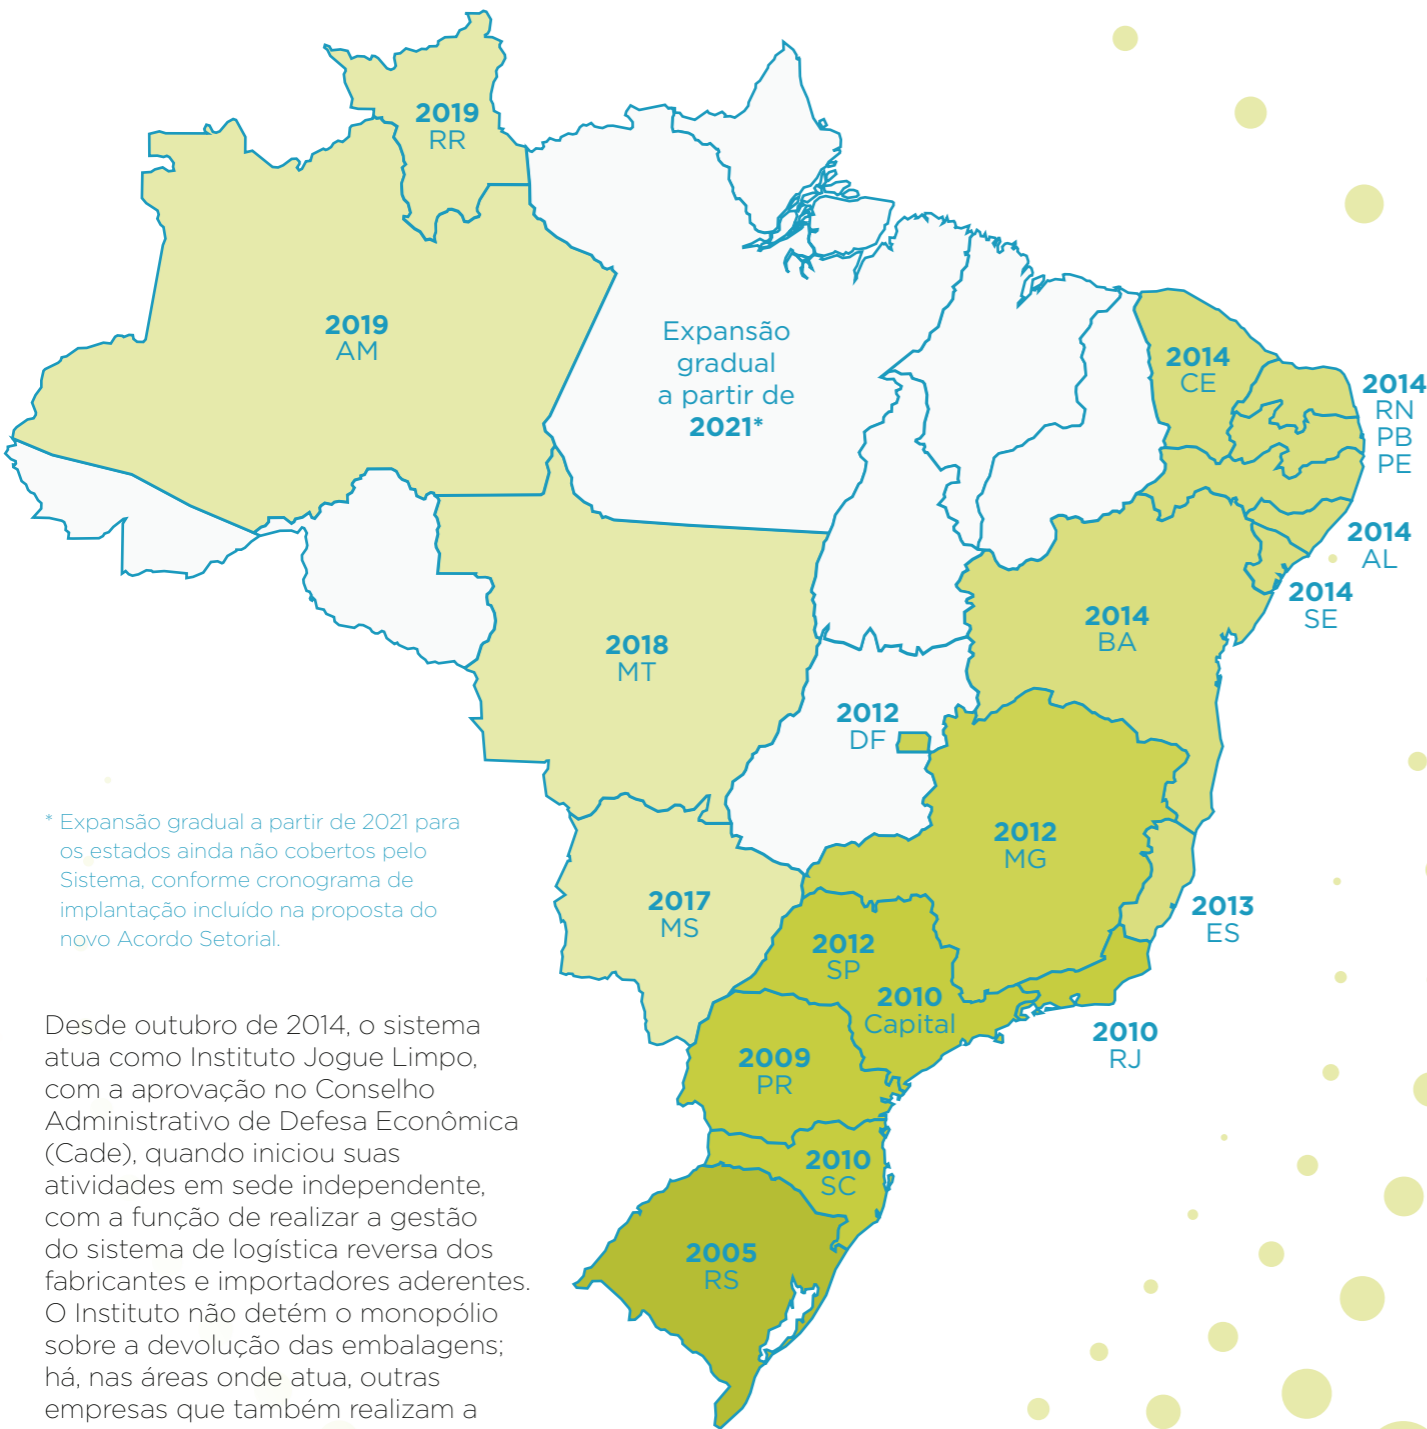 2019
RR
2019
AM
Expansão
gradual
a partir de
2021*
2014
CE
2014
RN
PB
PE
2014
AL
2014
SE
2014
BA
2018
MT
2012
DF
2012
MG
2013
ES
2017
MS
2012
SP
2010
Capital
2010
RJ
2009
PR
2010
SC
2005
RS
* Expansão gradual a partir de 2021 para
os estados ainda não cobertos pelo
Sistema, conforme cronograma de
implantação incluído na proposta do
novo Acordo Setorial.
Desde outubro de 2014, o sistema
atua como Instituto Jogue Limpo,
com a aprovação no Conselho
Administrativo de Defesa Econômica
(Cade), quando iniciou suas
atividades em sede independente,
com a função de realizar a gestão
do sistema de logística reversa dos
fabricantes e importadores aderentes.
O Instituto não detém o monopólio
sobre a devolução das embalagens;
há, nas áreas onde atua, outras
empresas que também realizam a